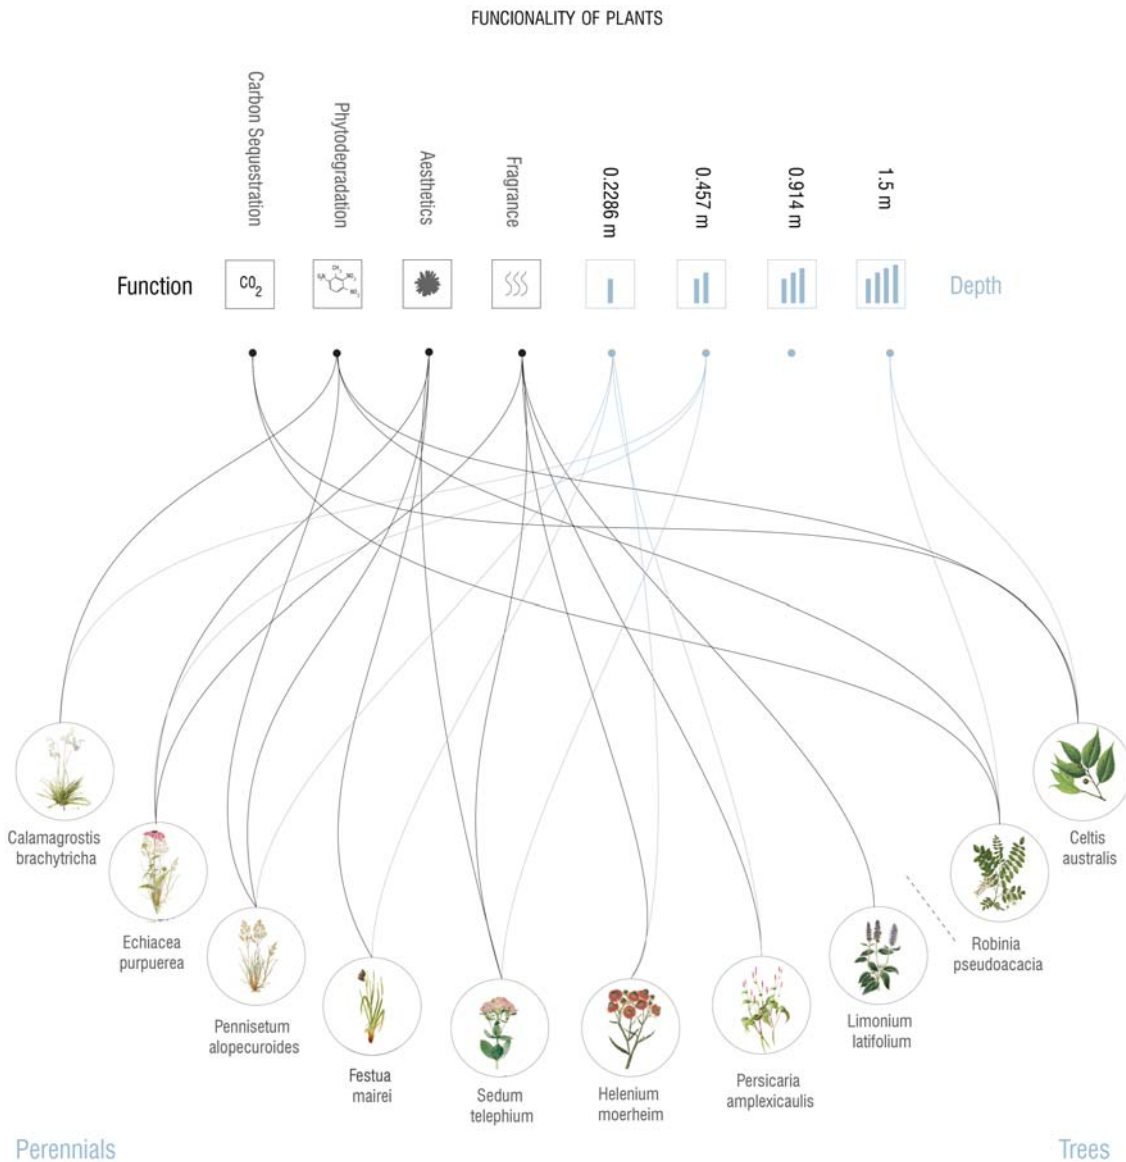 FUNCIONALITY OF PLANTS
Carbon Sequestration
Phytodegradation
Aesthetics
Fragrance
0.2286 m
0.457 m
0.914 m
1.5 m
Function
CO2
Depth
Calamagrostis
brachytricha
Echiacea
purpuerea
Pennisetum
alopecuroides
Festua
mairei
Sedum
telephium
Helenium
moerheim
Persicaria
amplexicaulis
Limonium
latifolium
Robinia
pseudoacacia
Celtis
australis
Perennials
Trees